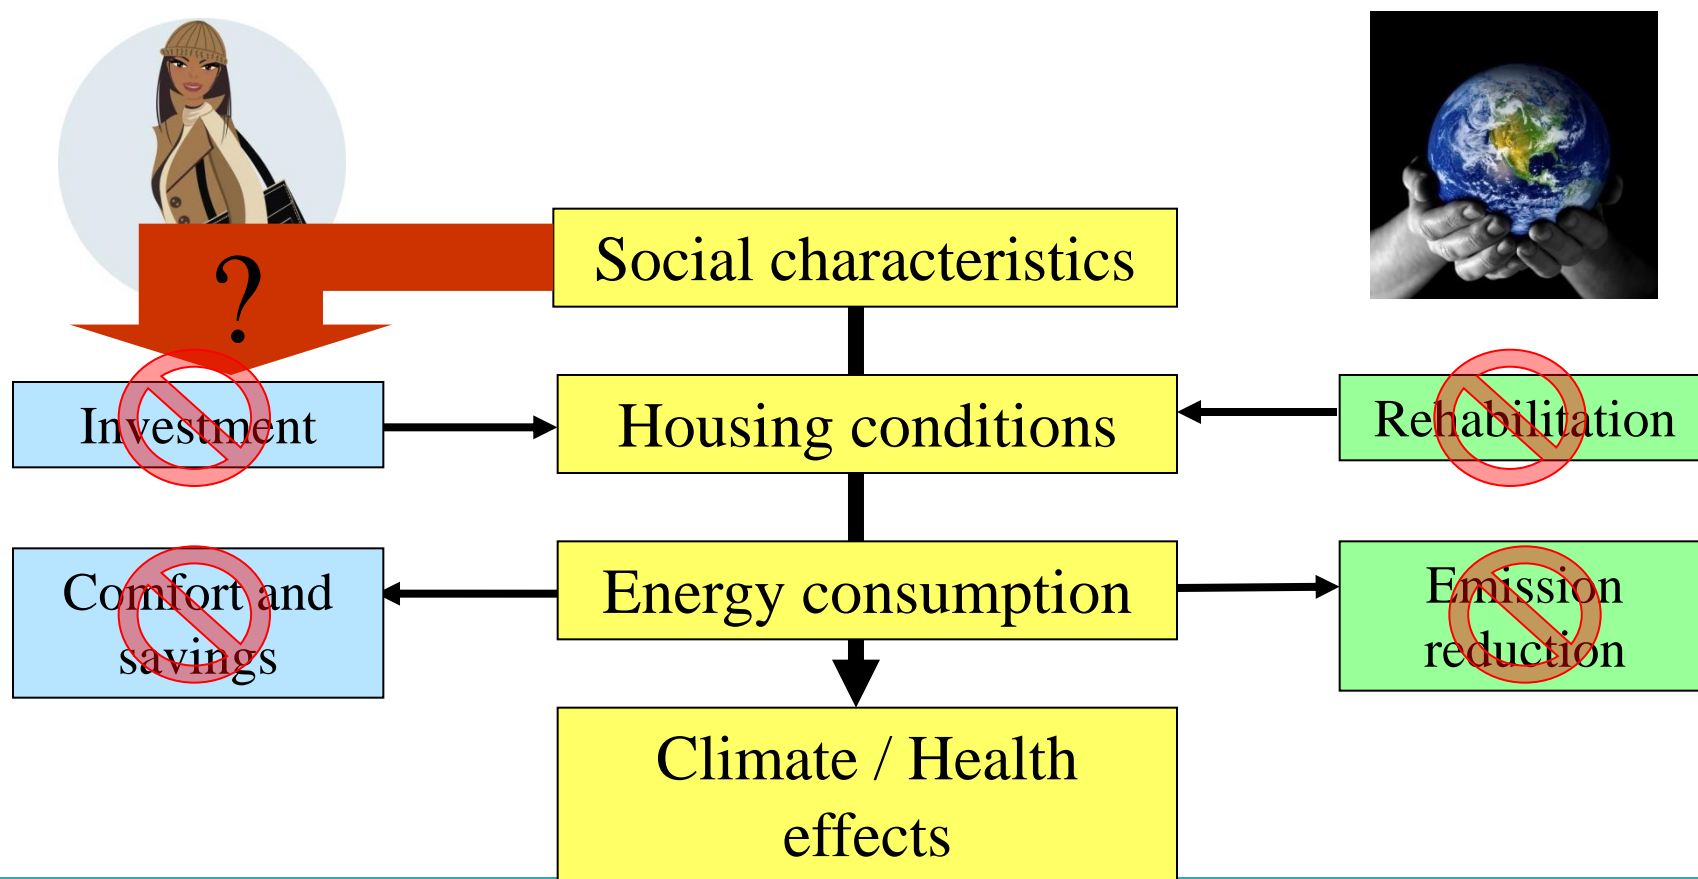 Social characteristics
?
Investment
Housing conditions
Rehabilitation
Comfort and
savings
Energy consumption
Emission
reduction
Climate / Health
effects